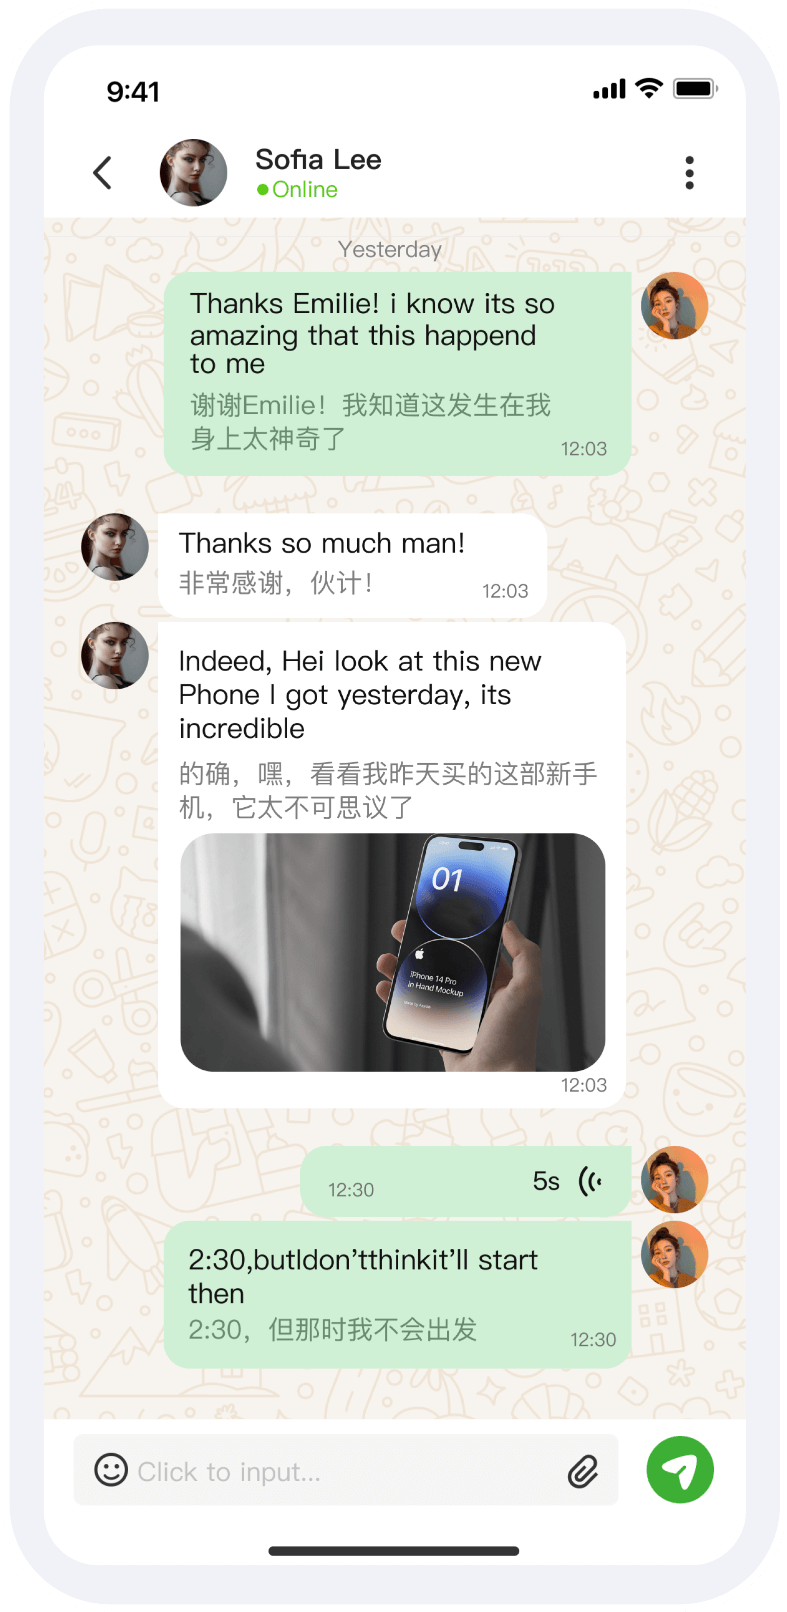 9:41
Sofia Lee
Online
Yesterday
Thanks Emilie! i know its so
amazing that this happend
to me
谢谢Emilie！我知道这发生在我
身上太神奇了
12:03
Thanks so much man!
非常感谢，伙计！
12:03
Indeed, Hei look at this new
Phone I got yesterday, its
incredible
的确，嘿，看看我昨天买的这部新手
机，它太不可思议了
01
iPhone 14 Pro
in Hand Mockup
12:03
12:30
5s
2:30,butIdon'tthinkit'll start
then
2:30，但那时我不会出发
12:30
Click to input...